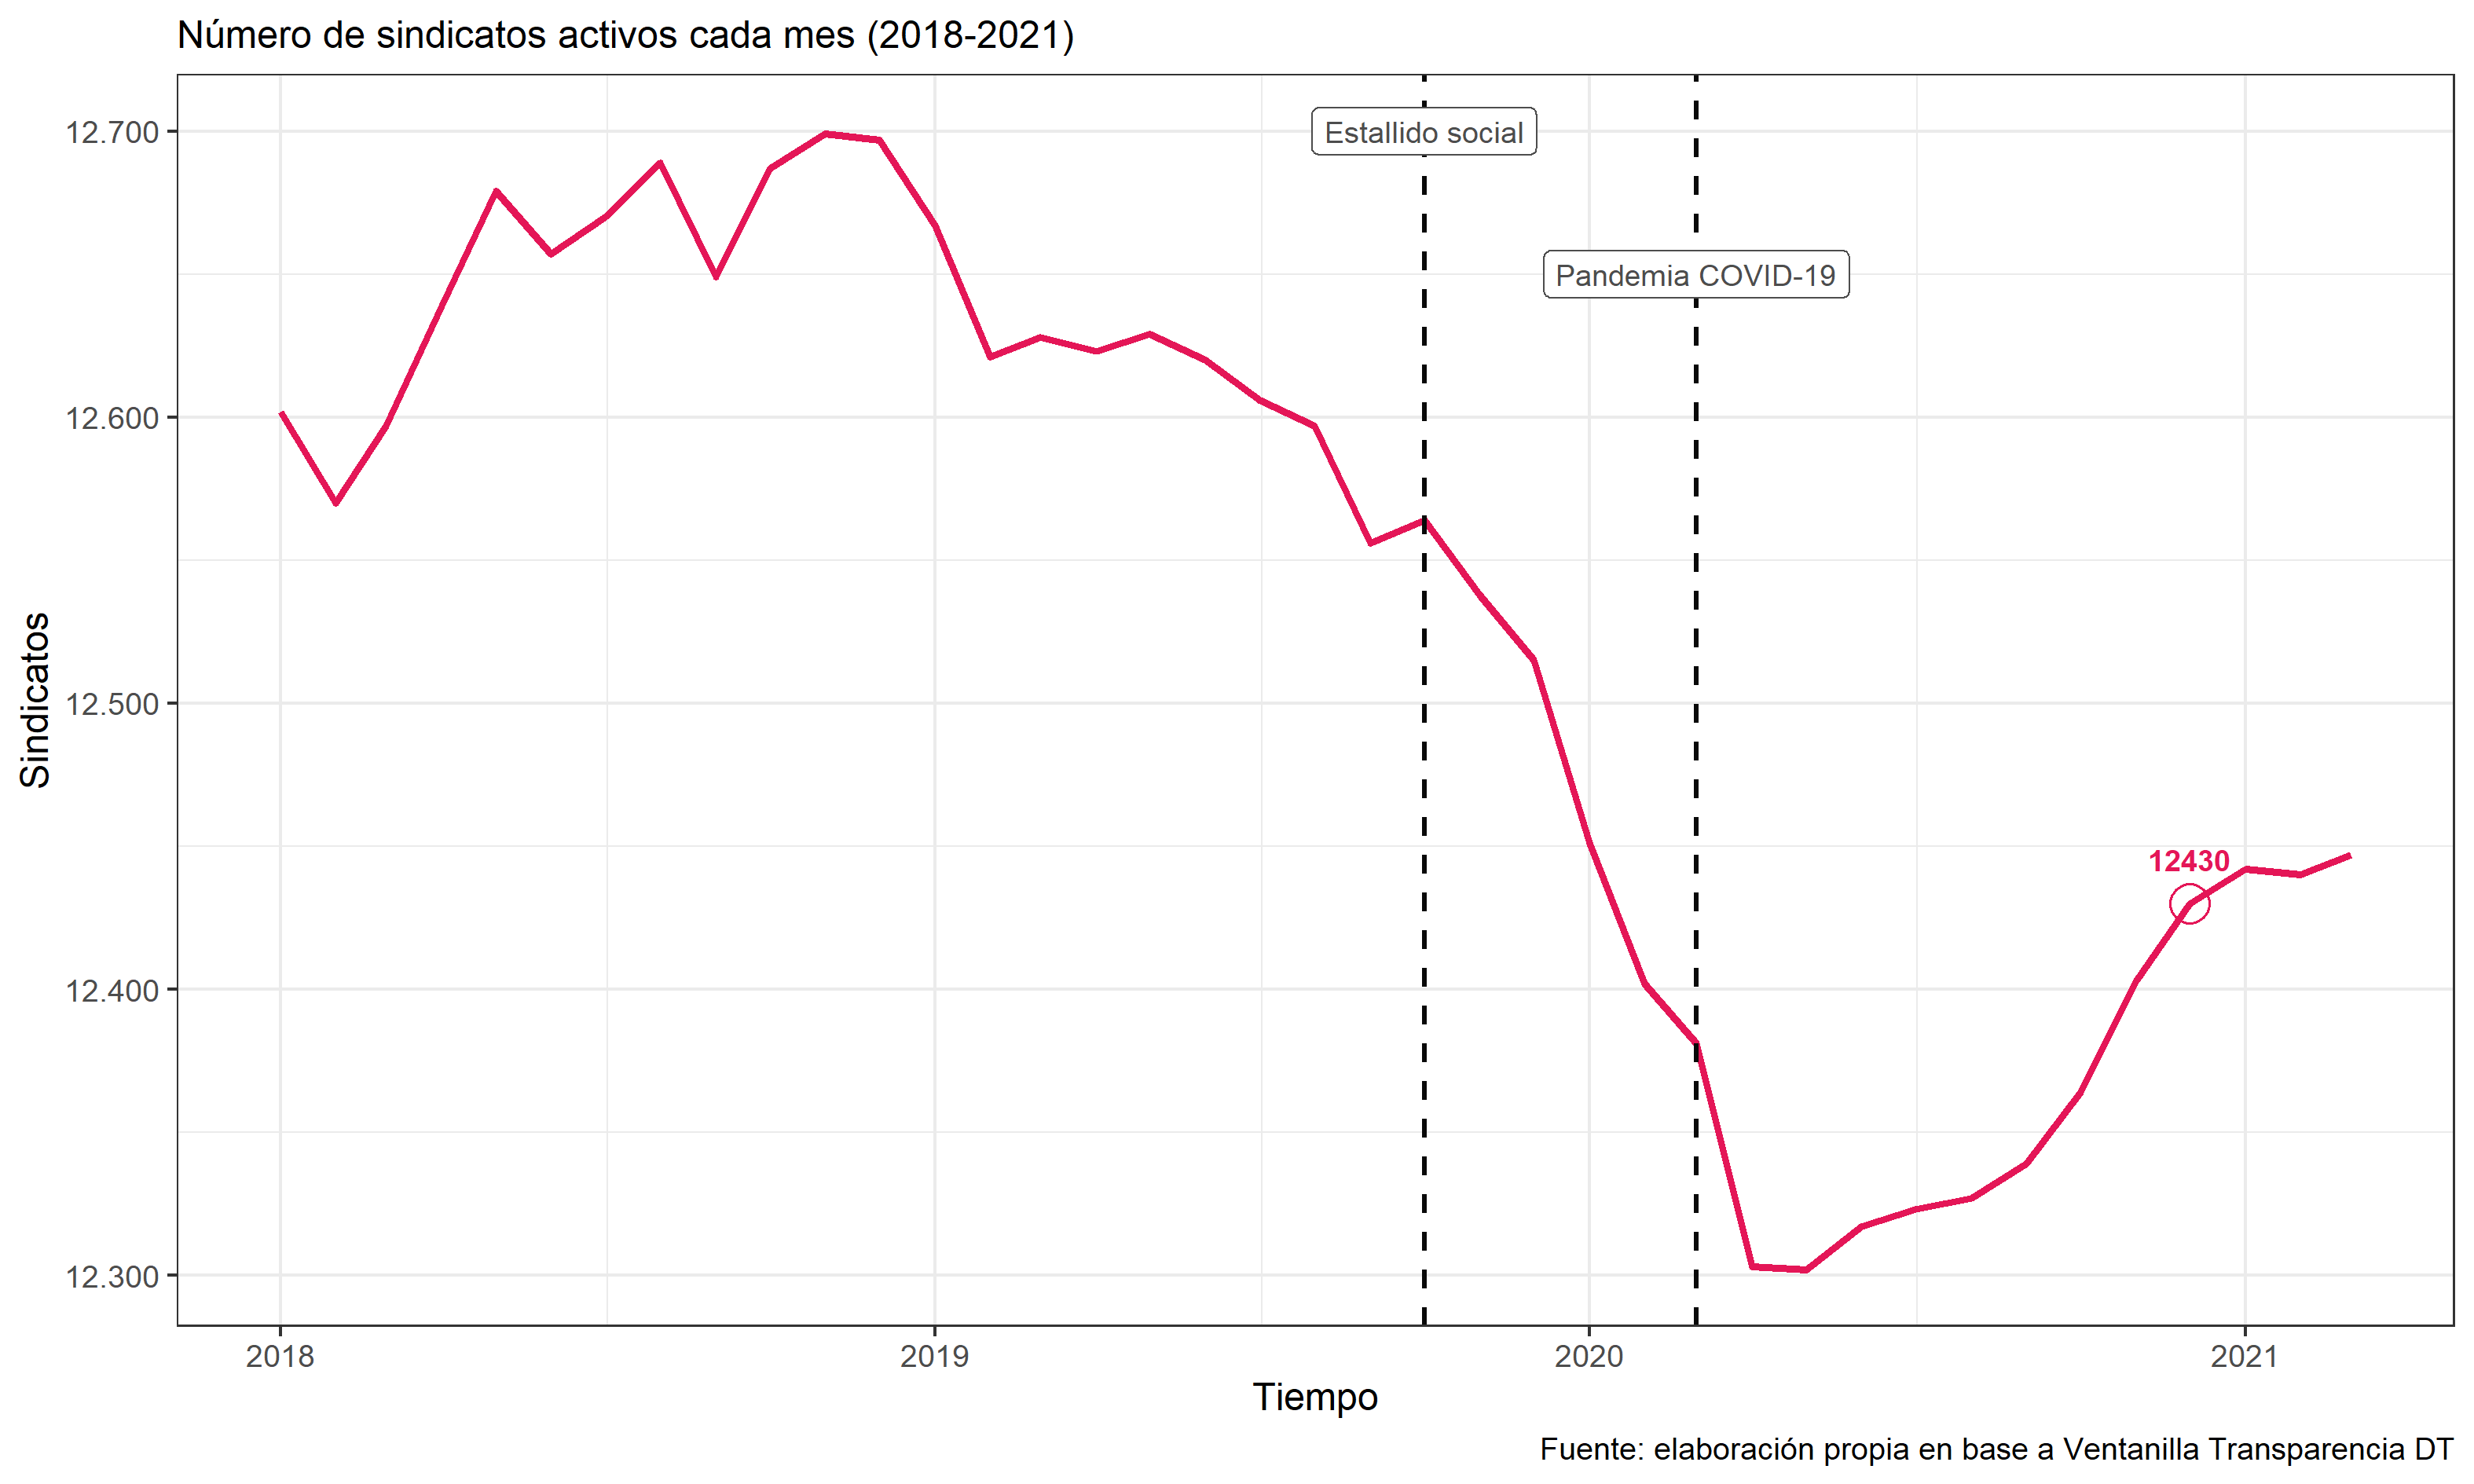 Número de sindicatos activos cada mes (2018-2021)
12.700
12.600
12.500
12.400
12.300
Sindicatos
Estallido social
Pandemia COVID-19
12430
2018
2019
2020
2021
Tiempo
Fuente: elaboración propia en base a Ventanilla Transparencia DT